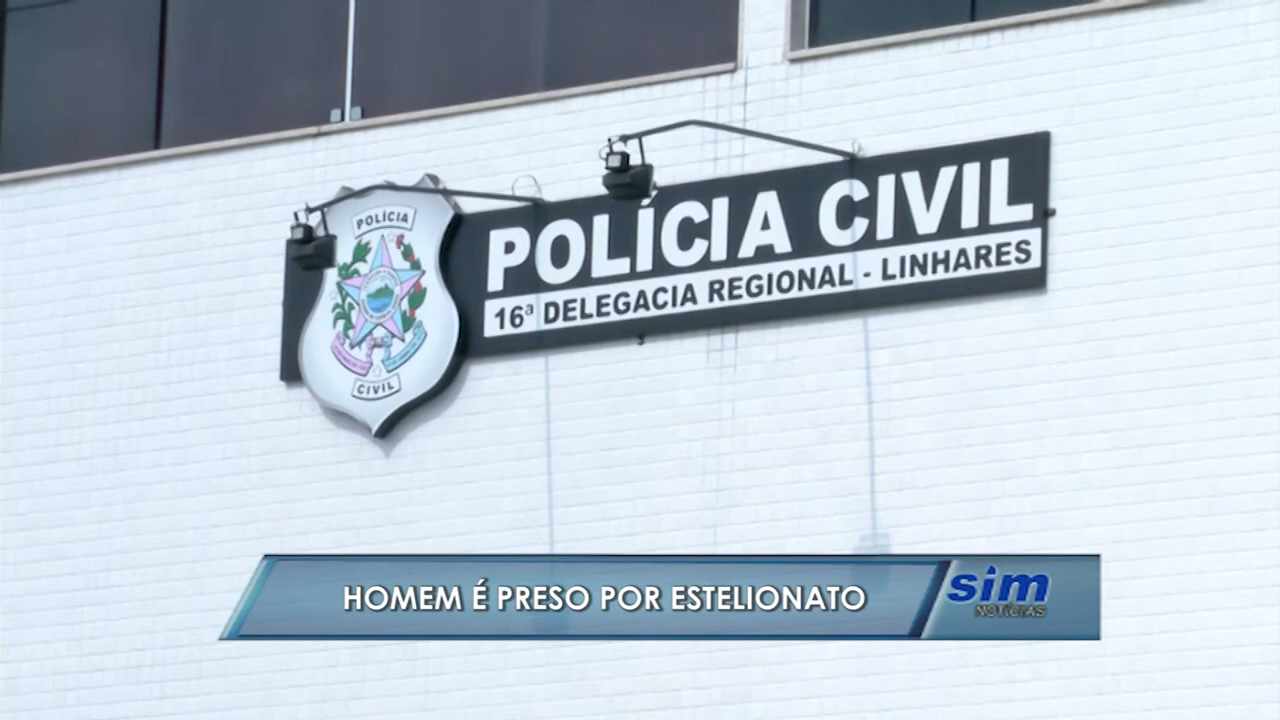 POLÍCIA
CIVIL
POLÍCIA CIVIL
16ª DELEGACIA REGIONAL - LINHARES
HOMEM É PRESO POR ESTELIONATO
sim
NOTÍCIAS